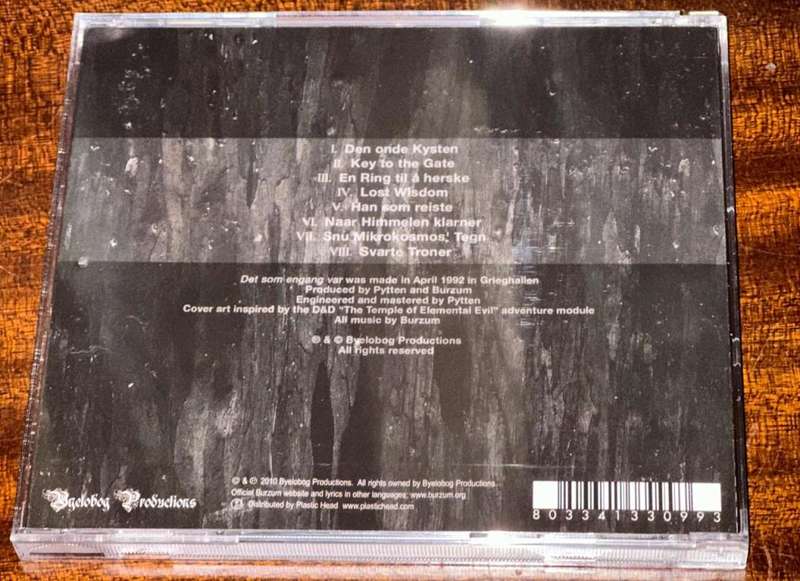 I. Den onde Kysten
II. Key to the Gate
III. En Ring til å herske
IV. Lost Wisdom
V. Han som reiste
VI. Naar Himmelen klarner
VII. Snu Mikrokosmos' Tegn
VIII. Svarte Troner
Det som engang var was made in April 1992 in Grieghallen
Produced by Pytten and Burzum
Engineered and mastered by Pytten
Cover art inspired by the D&D "The Temple of Elemental Evil" adventure module
All music by Burzum
℗ & © Byelobog Productions
All rights reserved
© & ℗ 2010 Byelobog Productions. All rights owned by Byelobog Productions.
Official Burzum website and lyrics in other languages; www.burzum.org
Distributed by Plastic Head www.plastichead.com
Byelobog Productions
8033413309 93